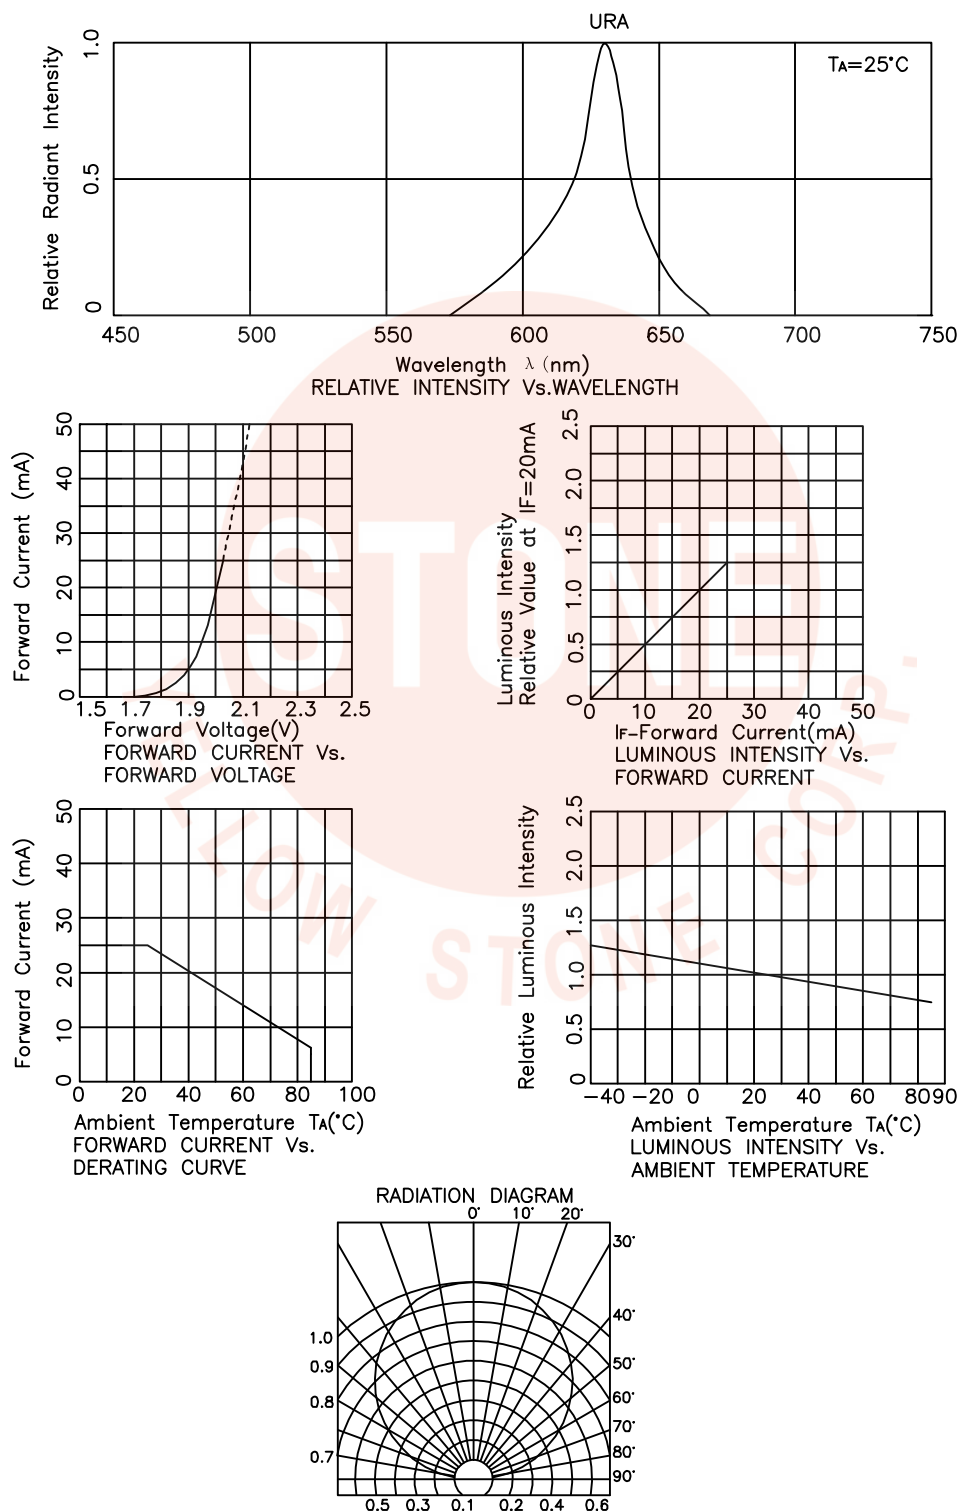 URA
TA=25°C
Relative Radiant Intensity
1.0
0.5
0
450 500 550 600 650 700 750
Wavelength λ (nm)
RELATIVE INTENSITY Vs.WAVELENGTH
Forward Current (mA)
50
40
30
20
10
0
1.5 1.7 1.9 2.1 2.3 2.5
Forward Voltage(V)
FORWARD CURRENT Vs.
FORWARD VOLTAGE
Luminous Intensity
Relative Value at IF=20mA
2.5
2.0
1.5
1.0
0.5
0
0 10 20 30 40 50
IF-Forward Current(mA)
LUMINOUS INTENSITY Vs.
FORWARD CURRENT
Forward Current (mA)
50
40
30
20
10
0
0 20 40 60 80 100
Ambient Temperature TA(°C)
FORWARD CURRENT Vs.
DERATING CURVE
Relative Luminous Intensity
2.5
2.0
1.5
1.0
0.5
0
-40 -20 0 20 40 60 80 90
Ambient Temperature TA(°C)
LUMINOUS INTENSITY Vs.
AMBIENT TEMPERATURE
RADIATION DIAGRAM
0° 10° 20°
30°
40°
50°
60°
70°
80°
90°
1.0
0.9
0.8
0.7
0.5 0.3 0.1 0.2 0.4 0.6
STONE
LLOW STONE CORP.